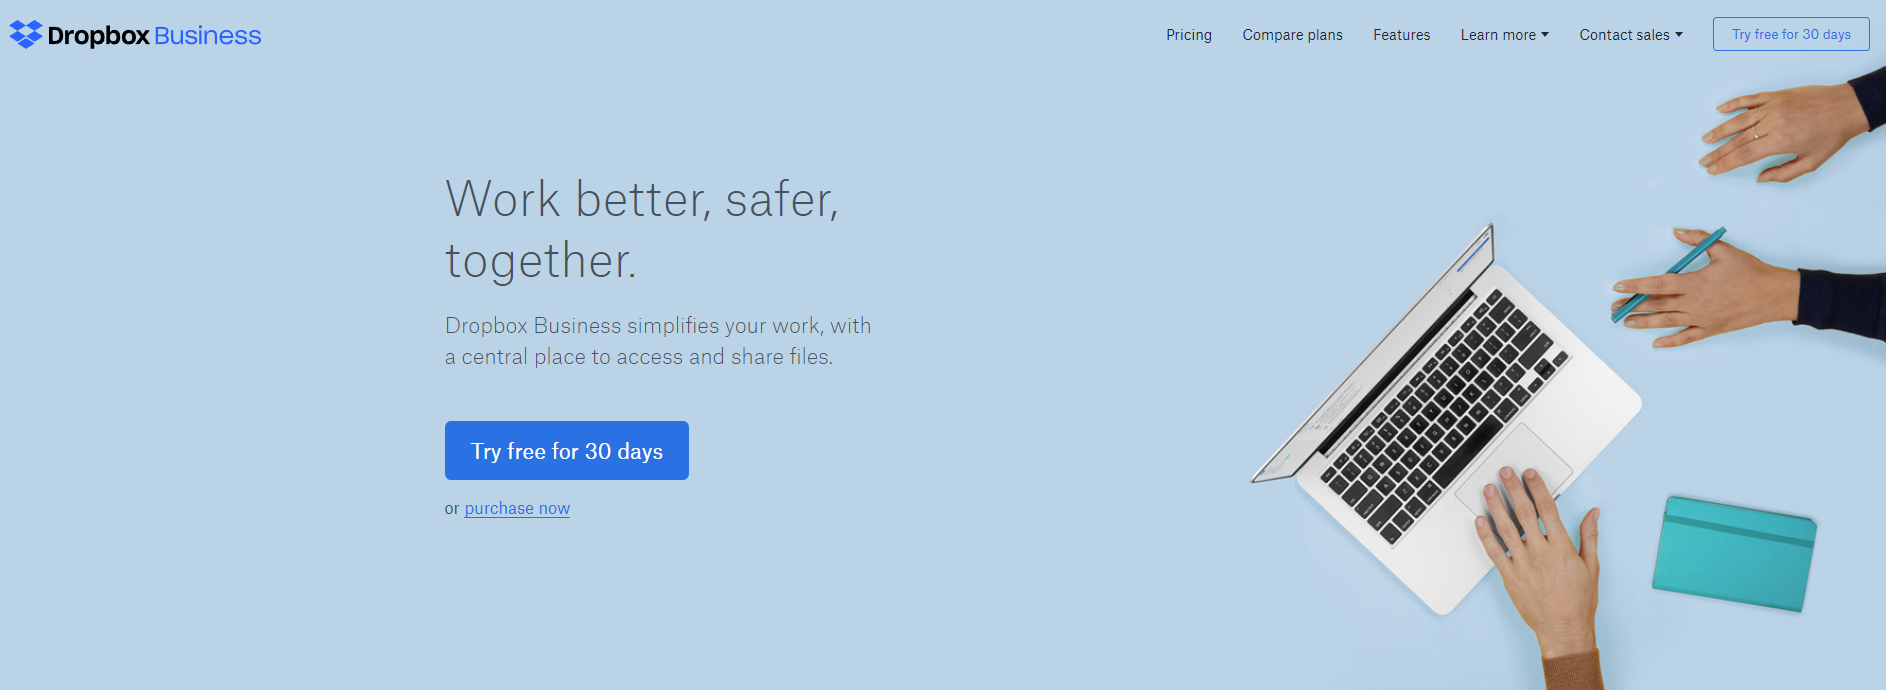 Dropbox Business
Pricing
Compare plans
Features
Learn more
Contact sales
Try free for 30 days
Work better, safer,
together.
Dropbox Business simplifies your work, with
a central place to access and share files.
Try free for 30 days
or purchase now